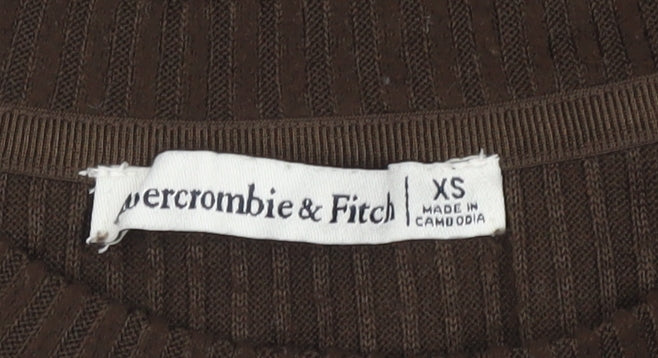 Abercrombie & Fitch
XS
MADE IN
CAMBODIA